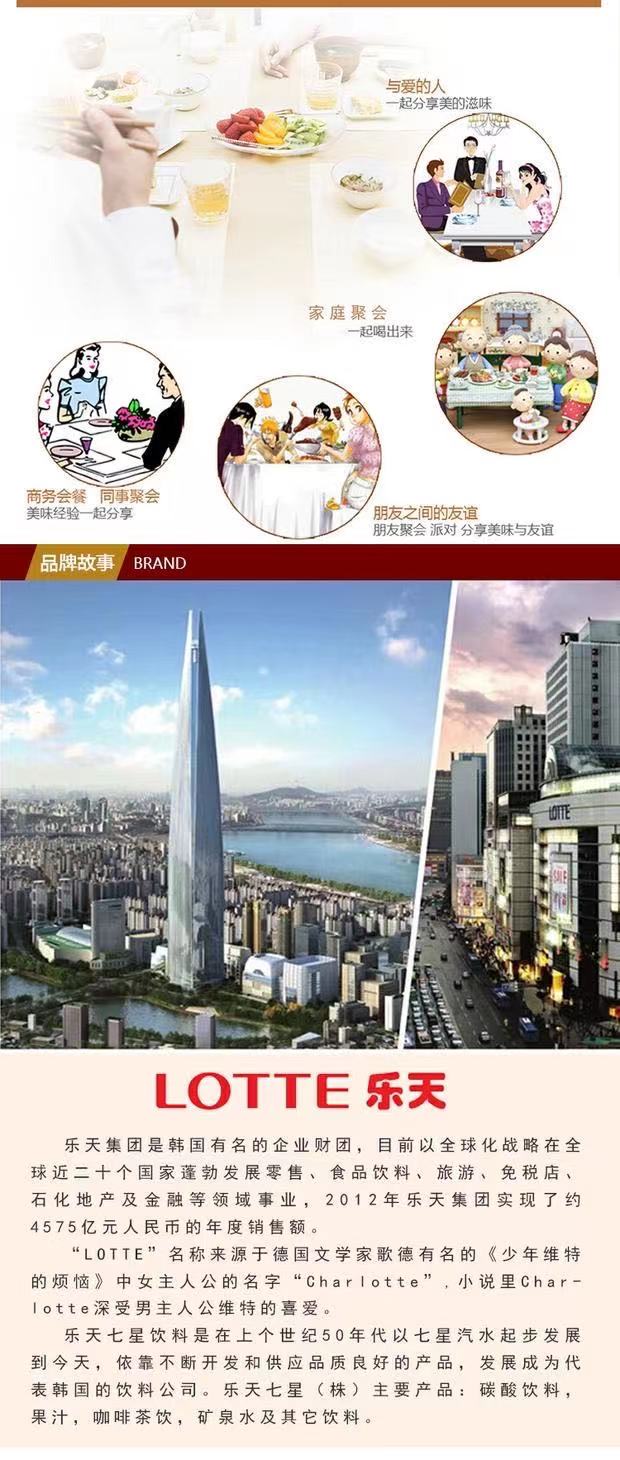 与爱的人
一起分享美的滋味
家庭聚会
一起喝出来
商务会餐 同事聚会
美味经验一起分享
朋友之间的友谊
朋友聚会 派对 分享美味与友谊
品牌故事 BRAND
LOTTE
SALE
LOTTE 乐天
乐天集团是韩国有名的企业财团，目前以全球化战略在全
球近二十个国家蓬勃发展零售、食品饮料、旅游、免税店、
石化地产及金融等领域事业，2012年乐天集团实现了约
4575亿元人民币的年度销售额。
“LOTTE”名称来源于德国文学家歌德有名的《少年维特
的烦恼》中女主人公的名字“Charlotte”,小说里Char-
lotte深受男主人公维特的喜爱。
乐天七星饮料是在上个世纪50年代以七星汽水起步发展
到今天，依靠不断开发和供应品质良好的产品，发展成为代
表韩国的饮料公司。乐天七星（株）主要产品：碳酸饮料，
果汁，咖啡茶饮，矿泉水及其它饮料。